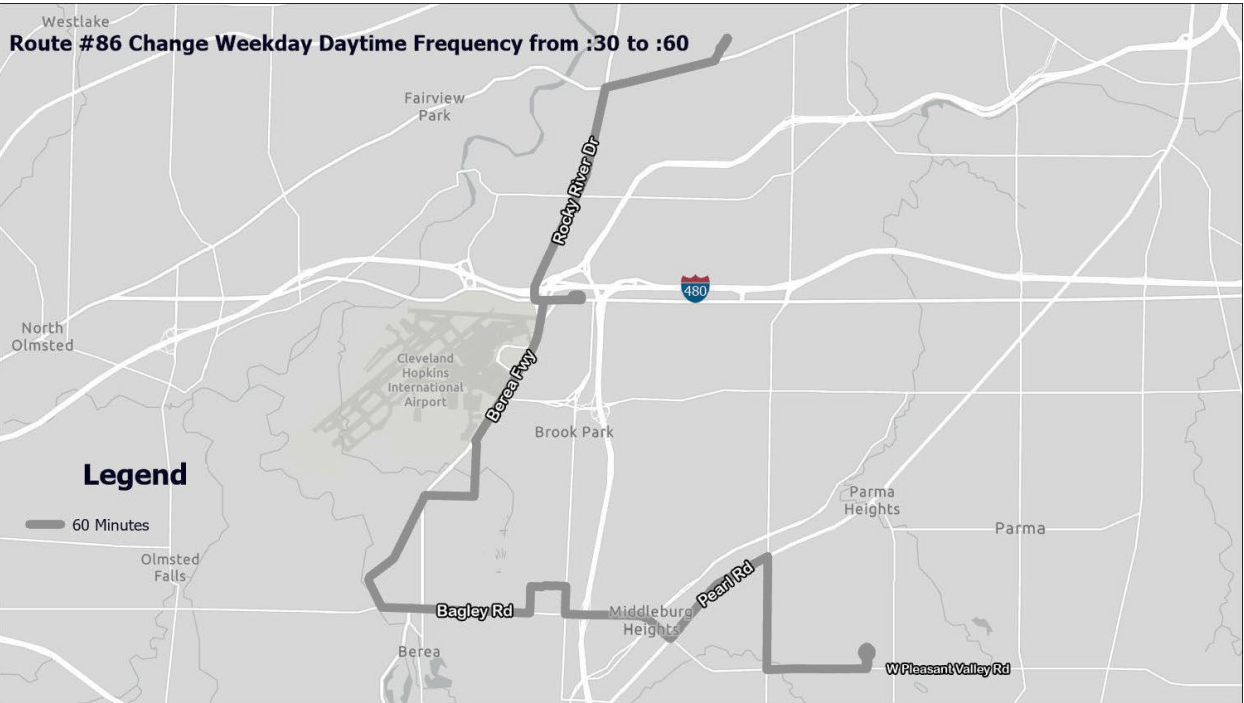 Westlake
Route #86 Change Weekday Daytime Frequency from :30 to :60
Fairview
Park
Rocky River Dr
480
North
Olmsted
Cleveland
Hopkins
International
Airport
Berea Fwy
Brook Park
Legend
60 Minutes
Parma
Heights
Parma
Olmsted
Falls
Pearl Rd
Bagley Rd
Middleburg
Heights
Berea
W Pleasant Valley Rd